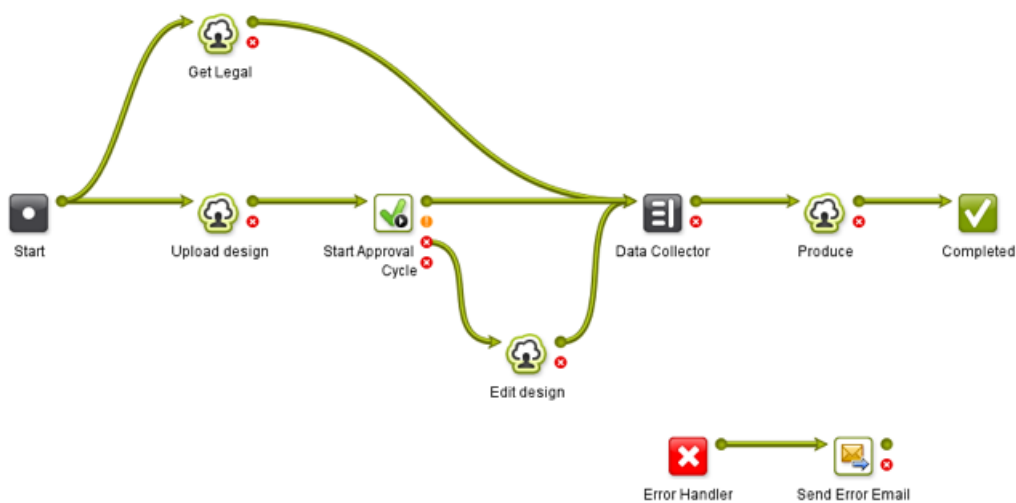 Get Legal
Start
Upload design
Start Approval
Cycle
Data Collector
Produce
Completed
Edit design
Error Handler
Send Error Email